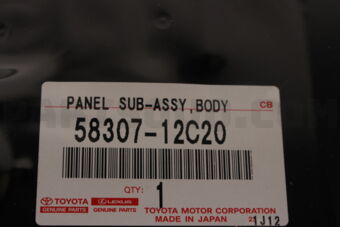 PANEL SUB-ASSY, BODY CB
58307-12C20
QTY: 1
TOYOTA LEXUS
GENUINE PARTS GENUINE PARTS
TOYOTA MOTOR CORPORATION
MADE IN JAPAN
21J12